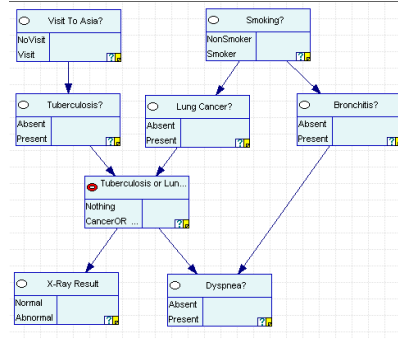 Visit To Asia?
NoVisit
Visit
?
Smoking?
NonSmoker
Smoker
?
Tuberculosis?
Absent
Present
?
Lung Cancer?
Absent
Present
?
Bronchitis?
Absent
Present
?
Tuberculosis or Lun...
Nothing
CancerOR ...
?
X-Ray Result
Normal
Abnormal
?
Dyspnea?
Absent
Present
?